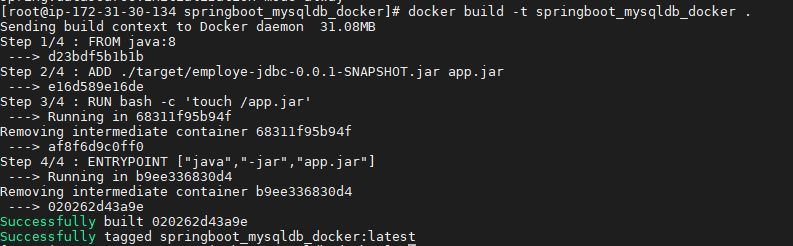 [root@ip-172-31-30-134 springboot_mysqldb_docker]# docker build -t springboot_mysqldb_docker .
Sending build context to Docker daemon  31.08MB
Step 1/4 : FROM java:8
 ---> d23bdf5b1b1b
Step 2/4 : ADD ./target/employe-jdbc-0.0.1-SNAPSHOT.jar app.jar
 ---> e16d589e16de
Step 3/4 : RUN bash -c 'touch /app.jar'
 ---> Running in 68311f95b94f
Removing intermediate container 68311f95b94f
 ---> af8f6d9c0ff0
Step 4/4 : ENTRYPOINT ["java","-jar","app.jar"]
 ---> Running in b9ee336830d4
Removing intermediate container b9ee336830d4
 ---> 020262d43a9e
Successfully built 020262d43a9e
Successfully tagged springboot_mysqldb_docker:latest